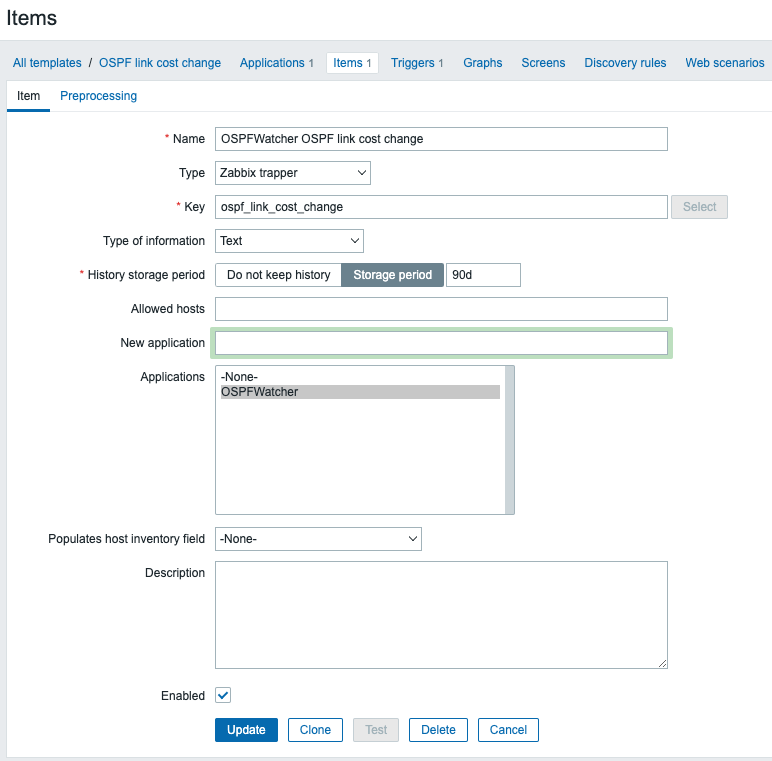 Items
All templates / OSPF link cost change Applications 1 Items 1 Triggers 1 Graphs Screens Discovery rules Web scenarios
Item Preprocessing
* Name OSPFWatcher OSPF link cost change
Type Zabbix trapper
* Key ospf_link_cost_change Select
Type of information Text
* History storage period Do not keep history Storage period 90d
Allowed hosts
New application
Applications -None-
OSPFWatcher
Populates host inventory field -None-
Description
Enabled
Update Clone Test Delete Cancel